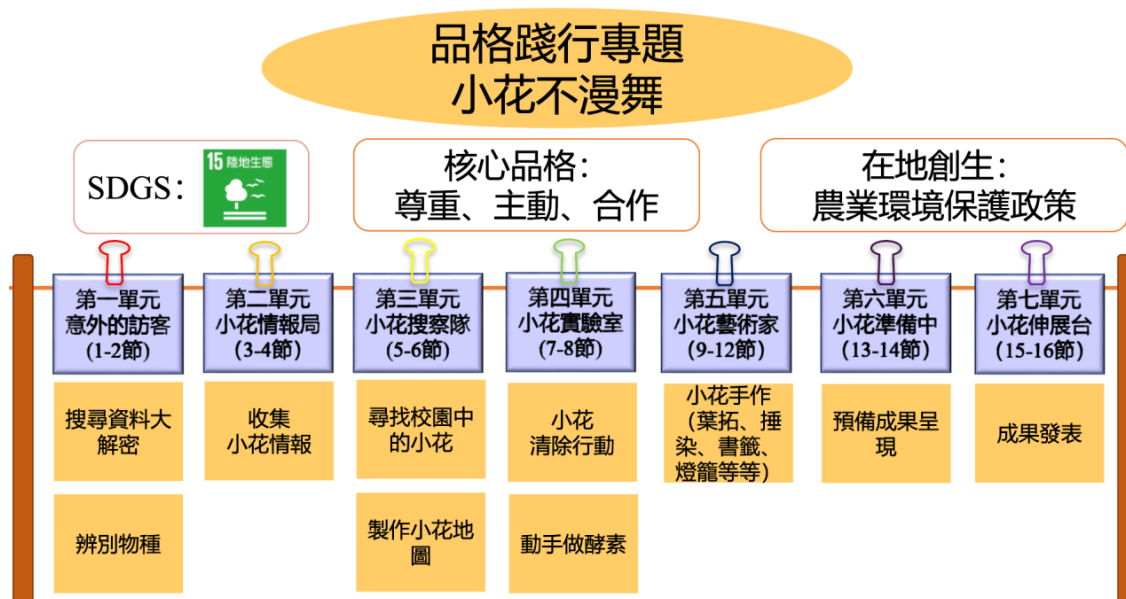 品格踐行專題
小花不漫舞
SDGS：
15 陸地生態
核心品格：
尊重、主動、合作
在地創生：
農業環境保護政策
第一單元
意外的訪客
(1-2節)
第二單元
小花情報局
(3-4節)
第三單元
小花搜察隊
(5-6節)
第四單元
小花實驗室
(7-8節)
第五單元
小花藝術家
(9-12節)
第六單元
小花準備中
(13-14節)
第七單元
小花伸展台
(15-16節)
搜尋資料大
解密
收集
小花情報
尋找校園中
的小花
小花
清除行動
小花手作
（葉拓、捶
染、書籤、
燈籠等等）
預備成果呈
現
成果發表
辨別物種
製作小花地
圖
動手做酵素